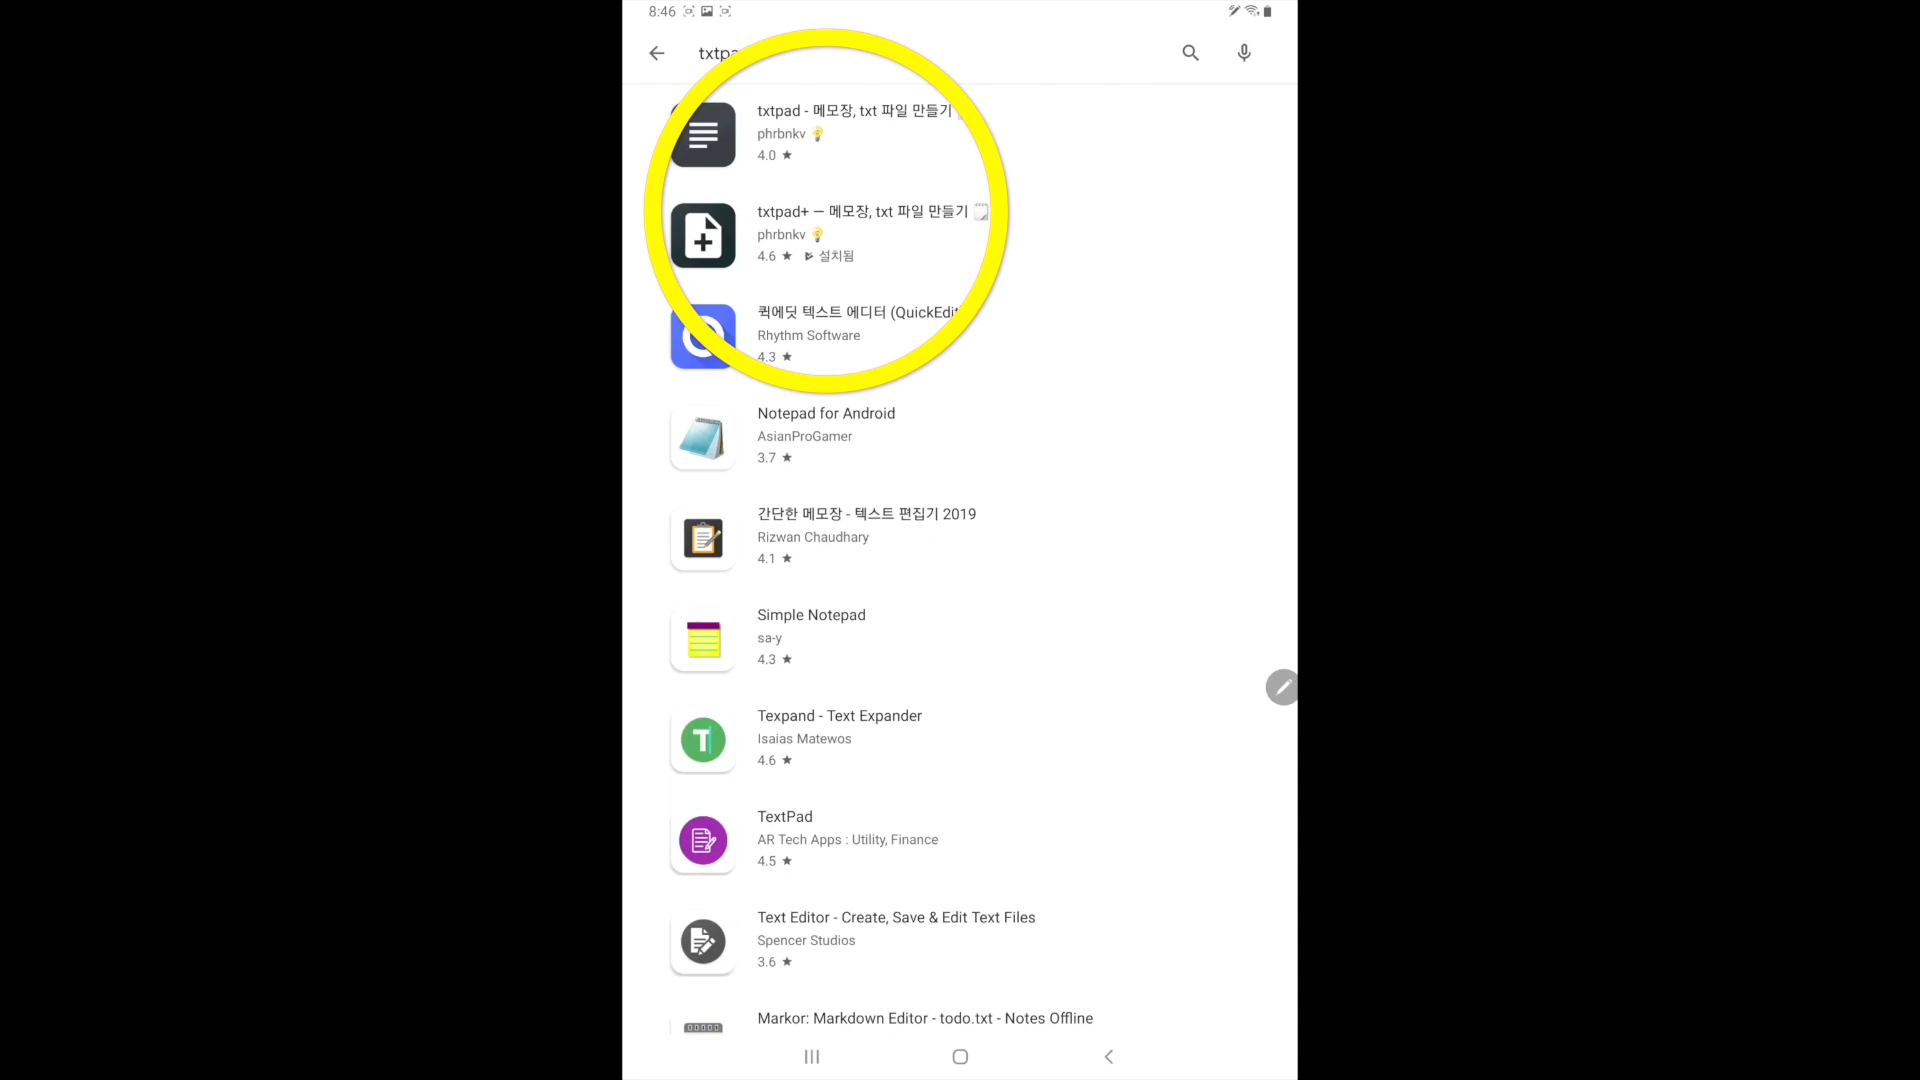 8:46
txtpa
txtpad - 메모장, txt 파일 만들기
phrbnkv
4.0 ★
txtpad+ — 메모장, txt 파일 만들기
phrbnkv
4.6 ★ 설치됨
퀵에딧 텍스트 에디터 (QuickEdit
Rhythm Software
4.3 ★
Notepad for Android
AsianProGamer
3.7 ★
간단한 메모장 - 텍스트 편집기 2019
Rizwan Chaudhary
4.1 ★
Simple Notepad
sa-y
4.3 ★
Texpand - Text Expander
Isaias Matewos
4.6 ★
TextPad
AR Tech Apps : Utility, Finance
4.5 ★
Text Editor - Create, Save & Edit Text Files
Spencer Studios
3.6 ★
Markor: Markdown Editor - todo.txt - Notes Offline